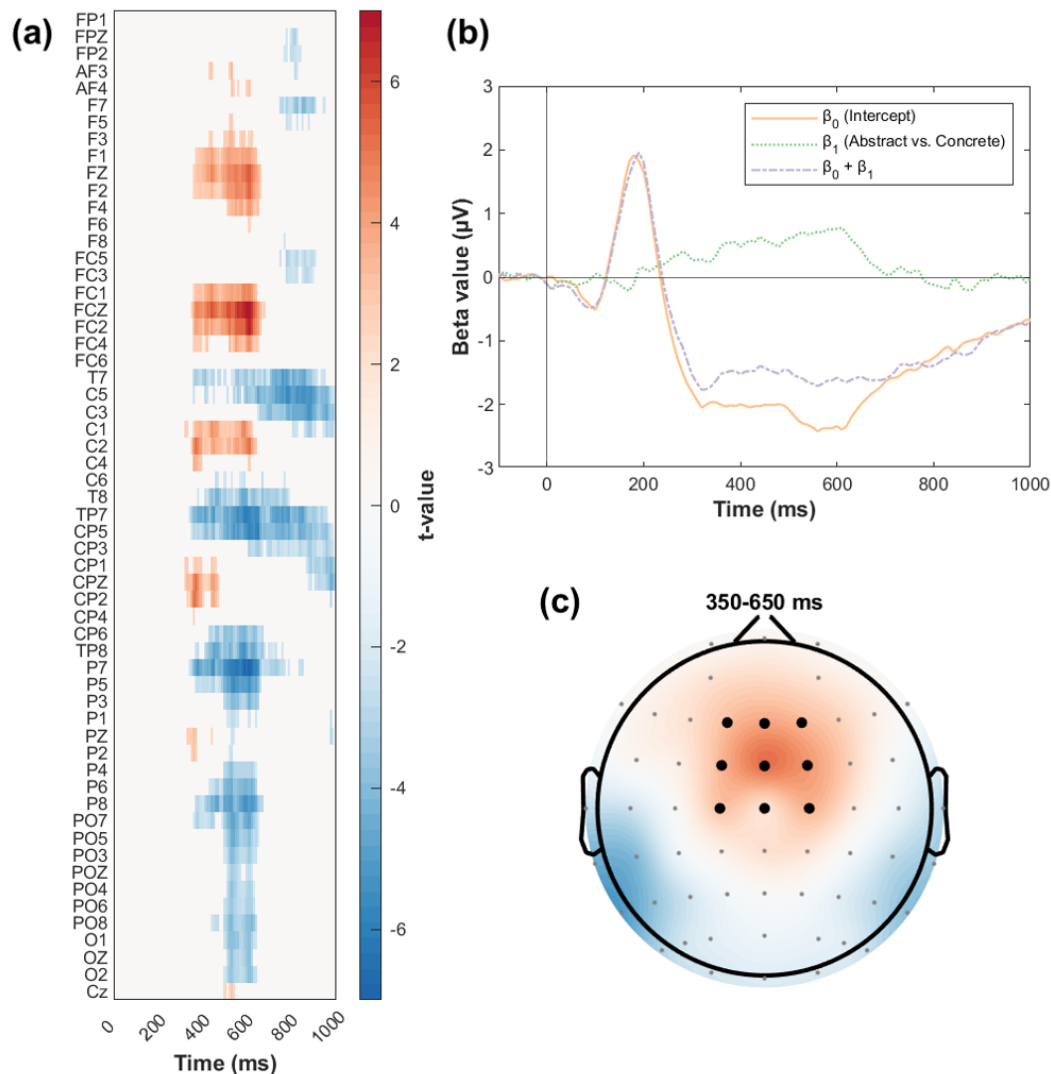 (a)
FP1
FPZ
FP2
AF3
AF4
F7
F5
F3
F1
FZ
F2
F4
F6
F8
FC5
FC3
FC1
FCZ
FC2
FC4
FC6
T7
C5
C3
C1
C2
C4
C6
T8
TP7
CP5
CP3
CP1
CPZ
CP2
CP4
CP6
TP8
P7
P5
P3
P1
PZ
P2
P4
P6
P8
PO7
PO5
PO3
POZ
PO4
PO6
PO8
O1
OZ
O2
Cz
0
200
400
600
800
1000
Time (ms)
6
4
2
0
-2
-4
-6
t-value
(b)
3
2
1
0
-1
-2
-3
Beta value (µV)
β0 (Intercept)
β1 (Abstract vs. Concrete)
β0 + β1
0
200
400
600
800
1000
Time (ms)
(c)
350-650 ms